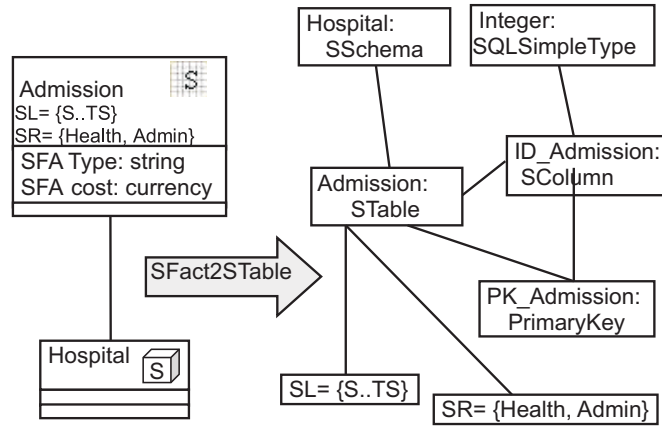 Admission
S
SL= {S..TS}
SR= {Health, Admin}
SFA Type: string
SFA cost: currency
SFact2STable
Hospital
S
Hospital:
SSchema
Integer:
SQLSimpleType
Admission:
STable
ID_Admission:
SColumn
PK_Admission:
PrimaryKey
SL= {S..TS}
SR= {Health, Admin}